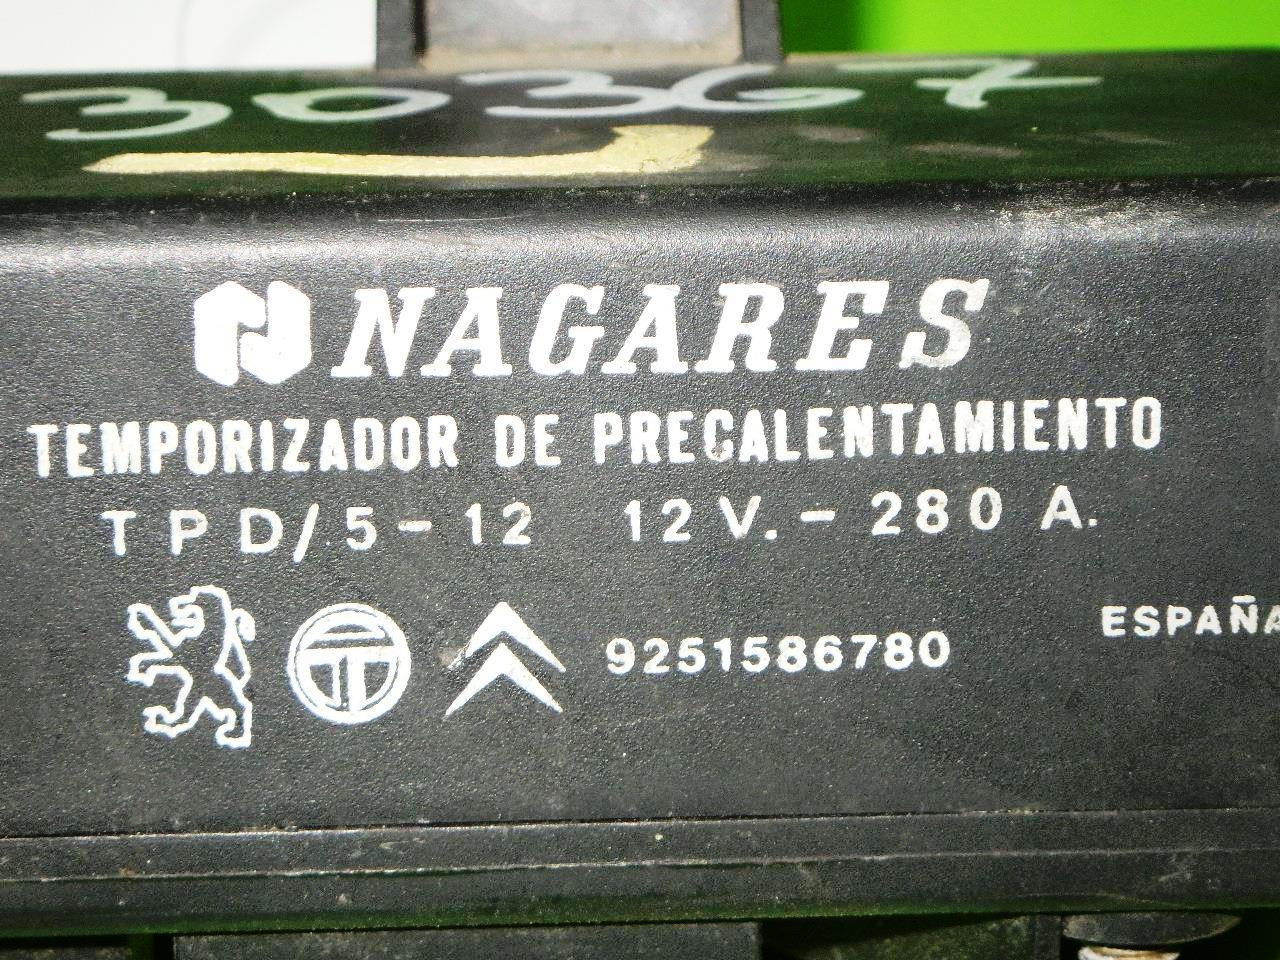 30367
NAGARES
TEMPORIZADOR DE PRECALENTAMIENTO
TPD/5-12 12V.-280 A.
9251586780
ESPAÑA